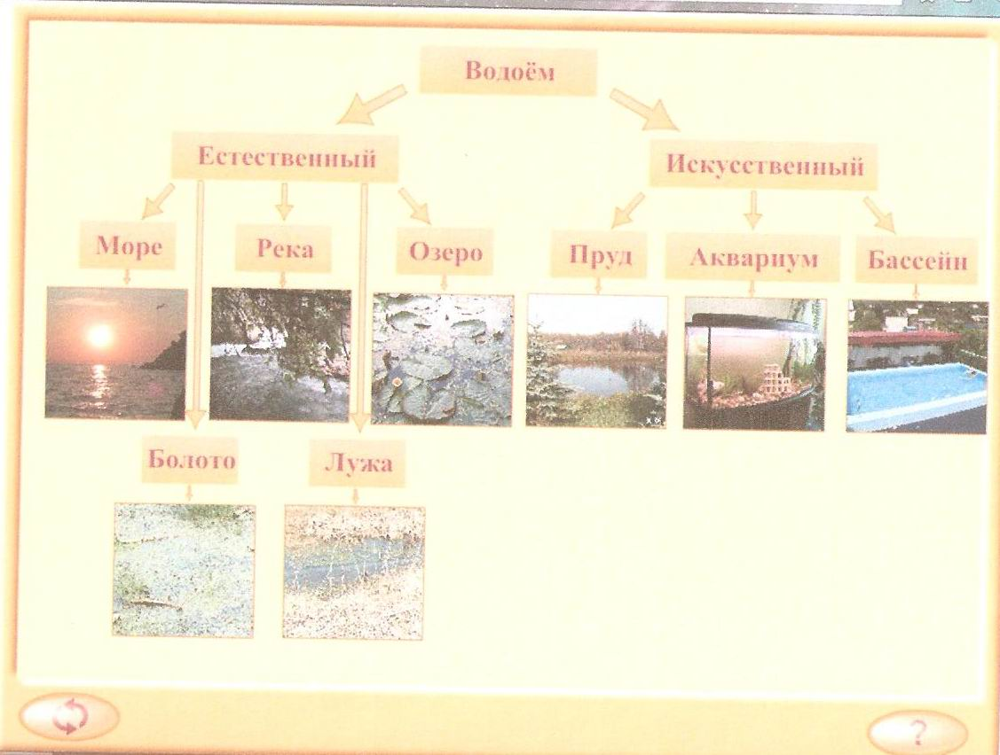 Водоём
Естественный
Искусственный
Море
Река
Озеро
Пруд
Аквариум
Бассейн
Болото
Лужа
?